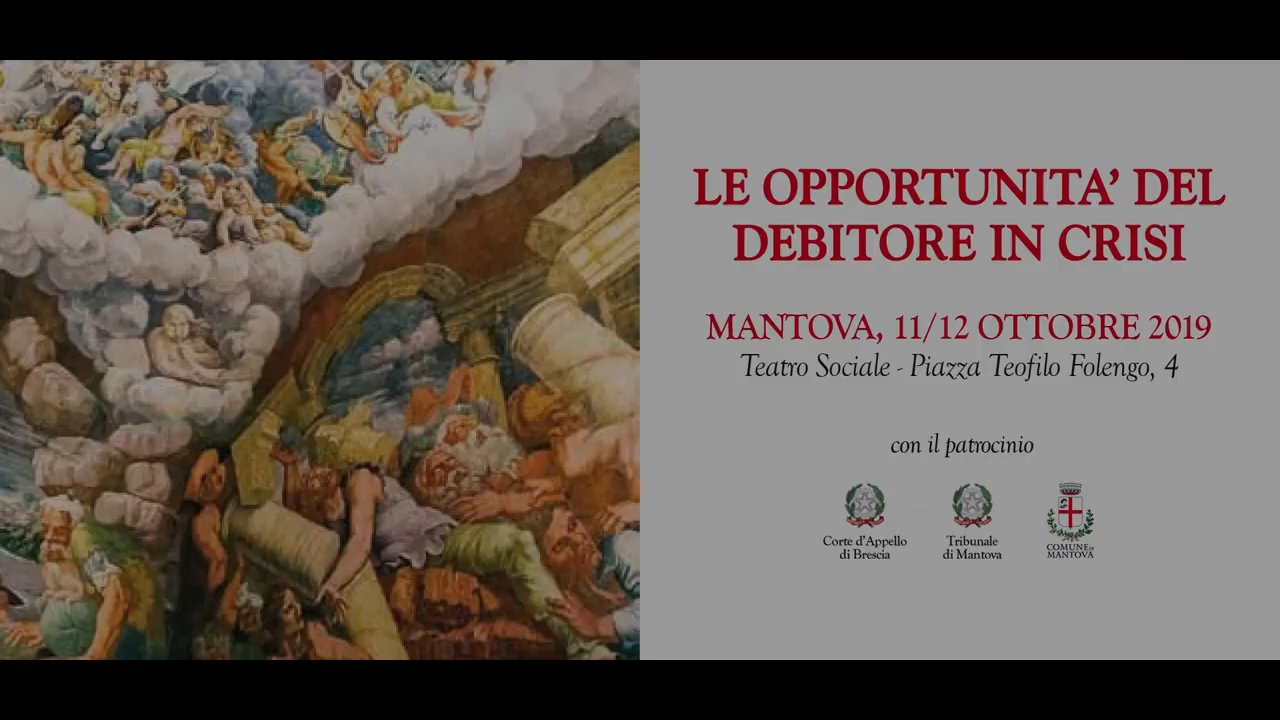 LE OPPORTUNITA' DEL
DEBITORE IN CRISI
MANTOVA, 11/12 OTTOBRE 2019
Teatro Sociale - Piazza Teofilo Folengo, 4
con il patrocinio
Corte d'Appello
di Brescia
Tribunale
di Mantova
COMUNE DI
MANTOVA